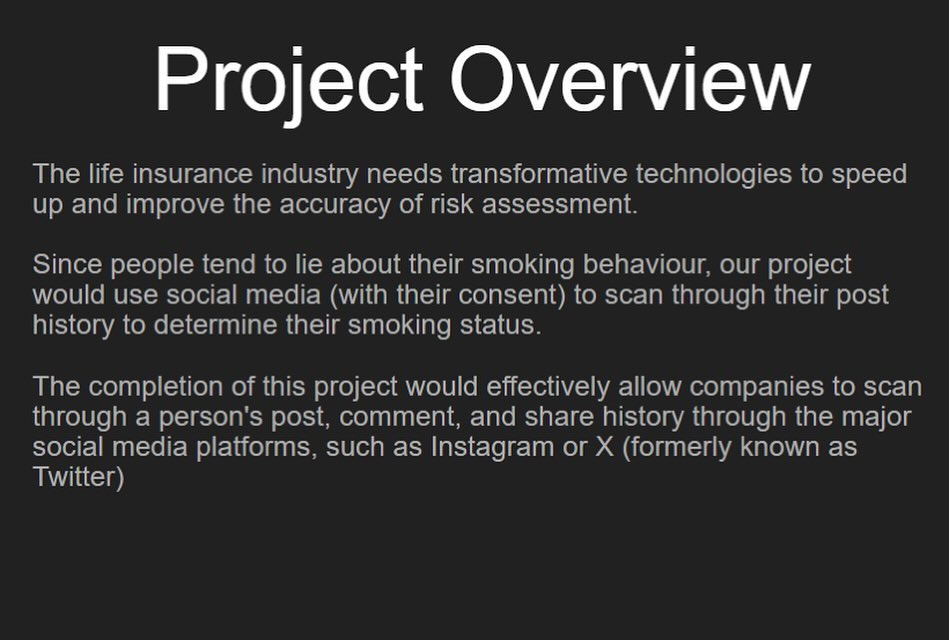 Project Overview
The life insurance industry needs transformative technologies to speed
up and improve the accuracy of risk assessment.
Since people tend to lie about their smoking behaviour, our project
would use social media (with their consent) to scan through their post
history to determine their smoking status.
The completion of this project would effectively allow companies to scan
through a person's post, comment, and share history through the major
social media platforms, such as Instagram or X (formerly known as
Twitter)